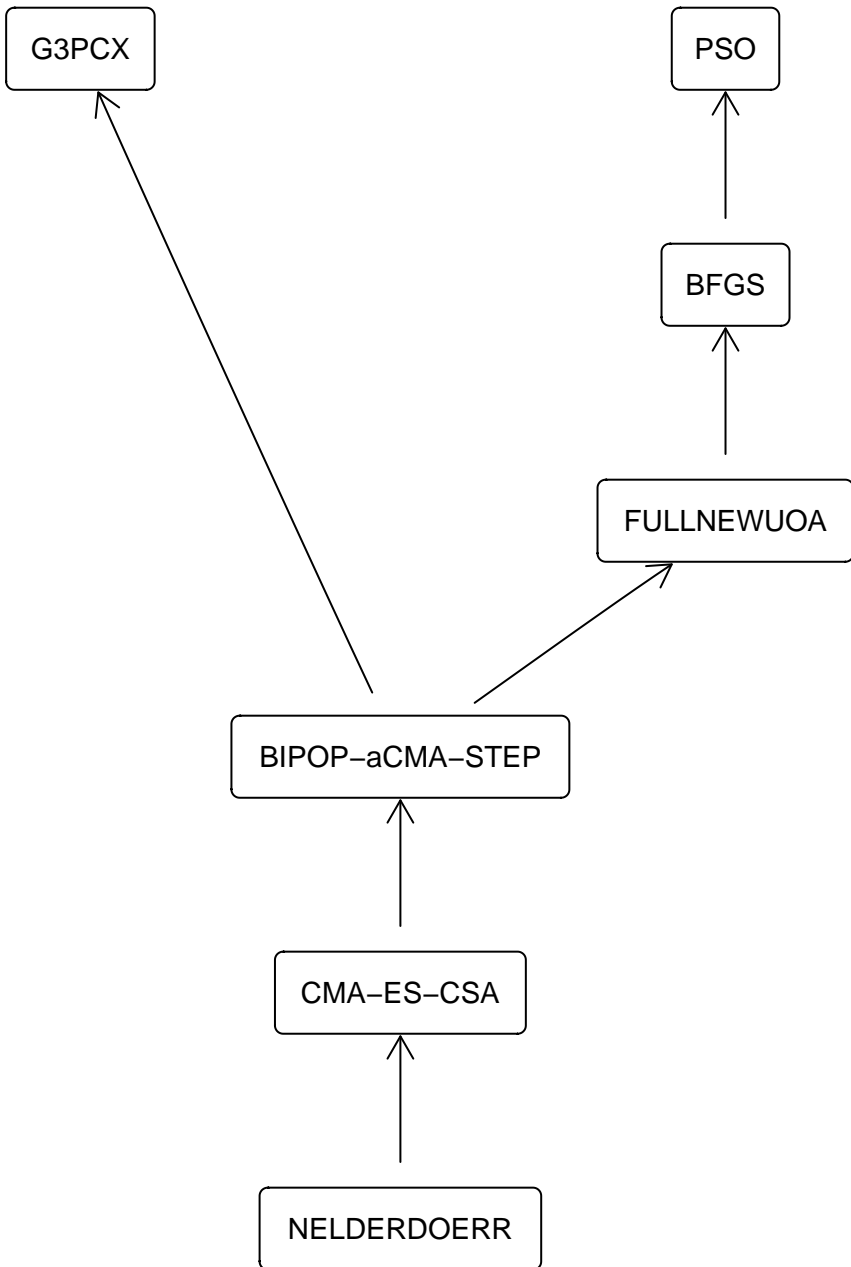 G3PCX
PSO
BFGS
FULLNEWUOA
BIPOP−aCMA−STEP
CMA−ES−CSA
NELDERDOERR